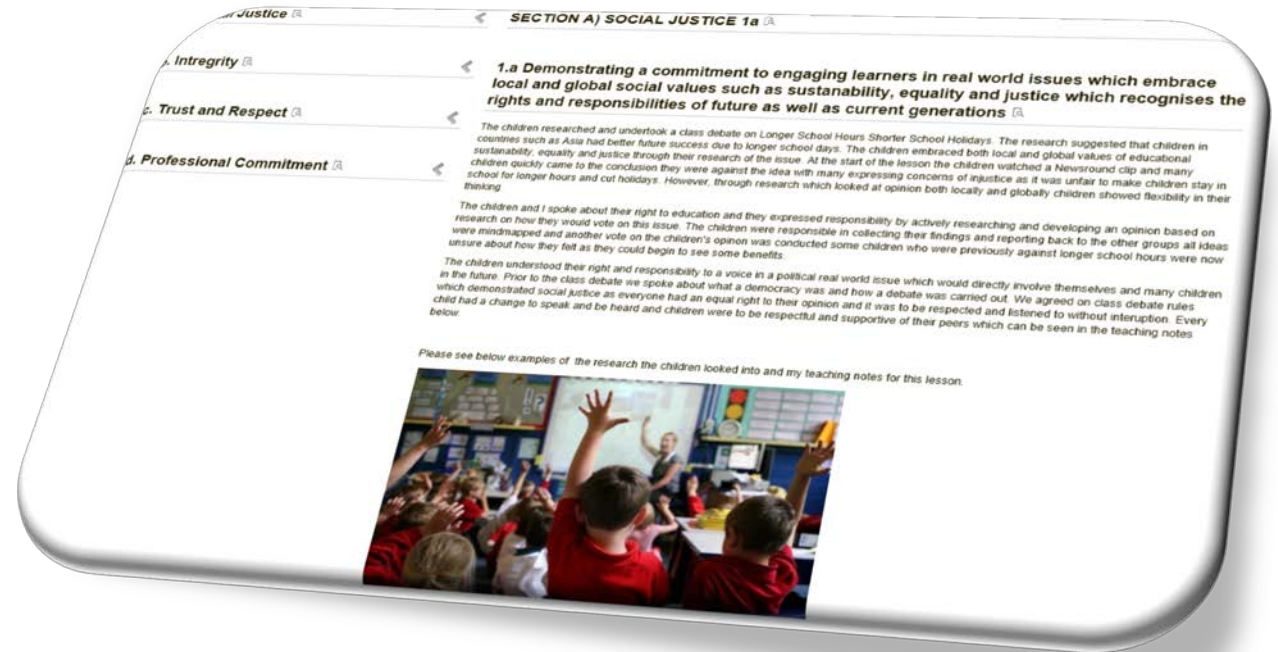 Justice
SECTION A) SOCIAL JUSTICE 1a
. Intregrity
c. Trust and Respect
d. Professional Commitment
1.a Demonstrating a commitment to engaging learners in real world issues which embrace
local and global social values such as sustanability, equality and justice which recognises the
rights and responsibilities of future as well as current generations
The children researched and undertook a class debate on Longer School Hours Shorter School Holidays. The research suggested that children in
countries such as Asia had better future success due to longer school days. The children embraced both local and global values of educational
sustanability, equality and justice through their research of the issue. At the start of the lesson the children watched a Newsround clip and many
children quickly came to the conclusion they were against the idea with many expressing concerns of injustice as it was unfair to make children stay in
school for longer hours and cut holidays. However, through research which looked at opinion both locally and globally children showed flexibility in their
thinking
The children and I spoke about their right to education and they expressed responsibility by actively researching and developing an opinion based on
research on how they would vote on this issue. The children were responsible in collecting their findings and reporting back to the other groups all ideas
were mindmapped and another vote on the children's opinon was conducted some children who were previously against longer school hours were now
unsure about how they felt as they could begin to see some benefits.
The children understood their right and responsibility to a voice in a political real world issue which would directly involve themselves and many children
in the future. Prior to the class debate we spoke about what a democracy was and how a debate was carried out. We agreed on class debate rules
which demonstrated social justice as everyone had an equal right to their opinion and it was to be respected and listened to without interuption. Every
child had a change to speak and be heard and children were to be respectful and supportive of their peers which can be seen in the teaching notes
below.
Please see below examples of the research the children looked into and my teaching notes for this lesson.